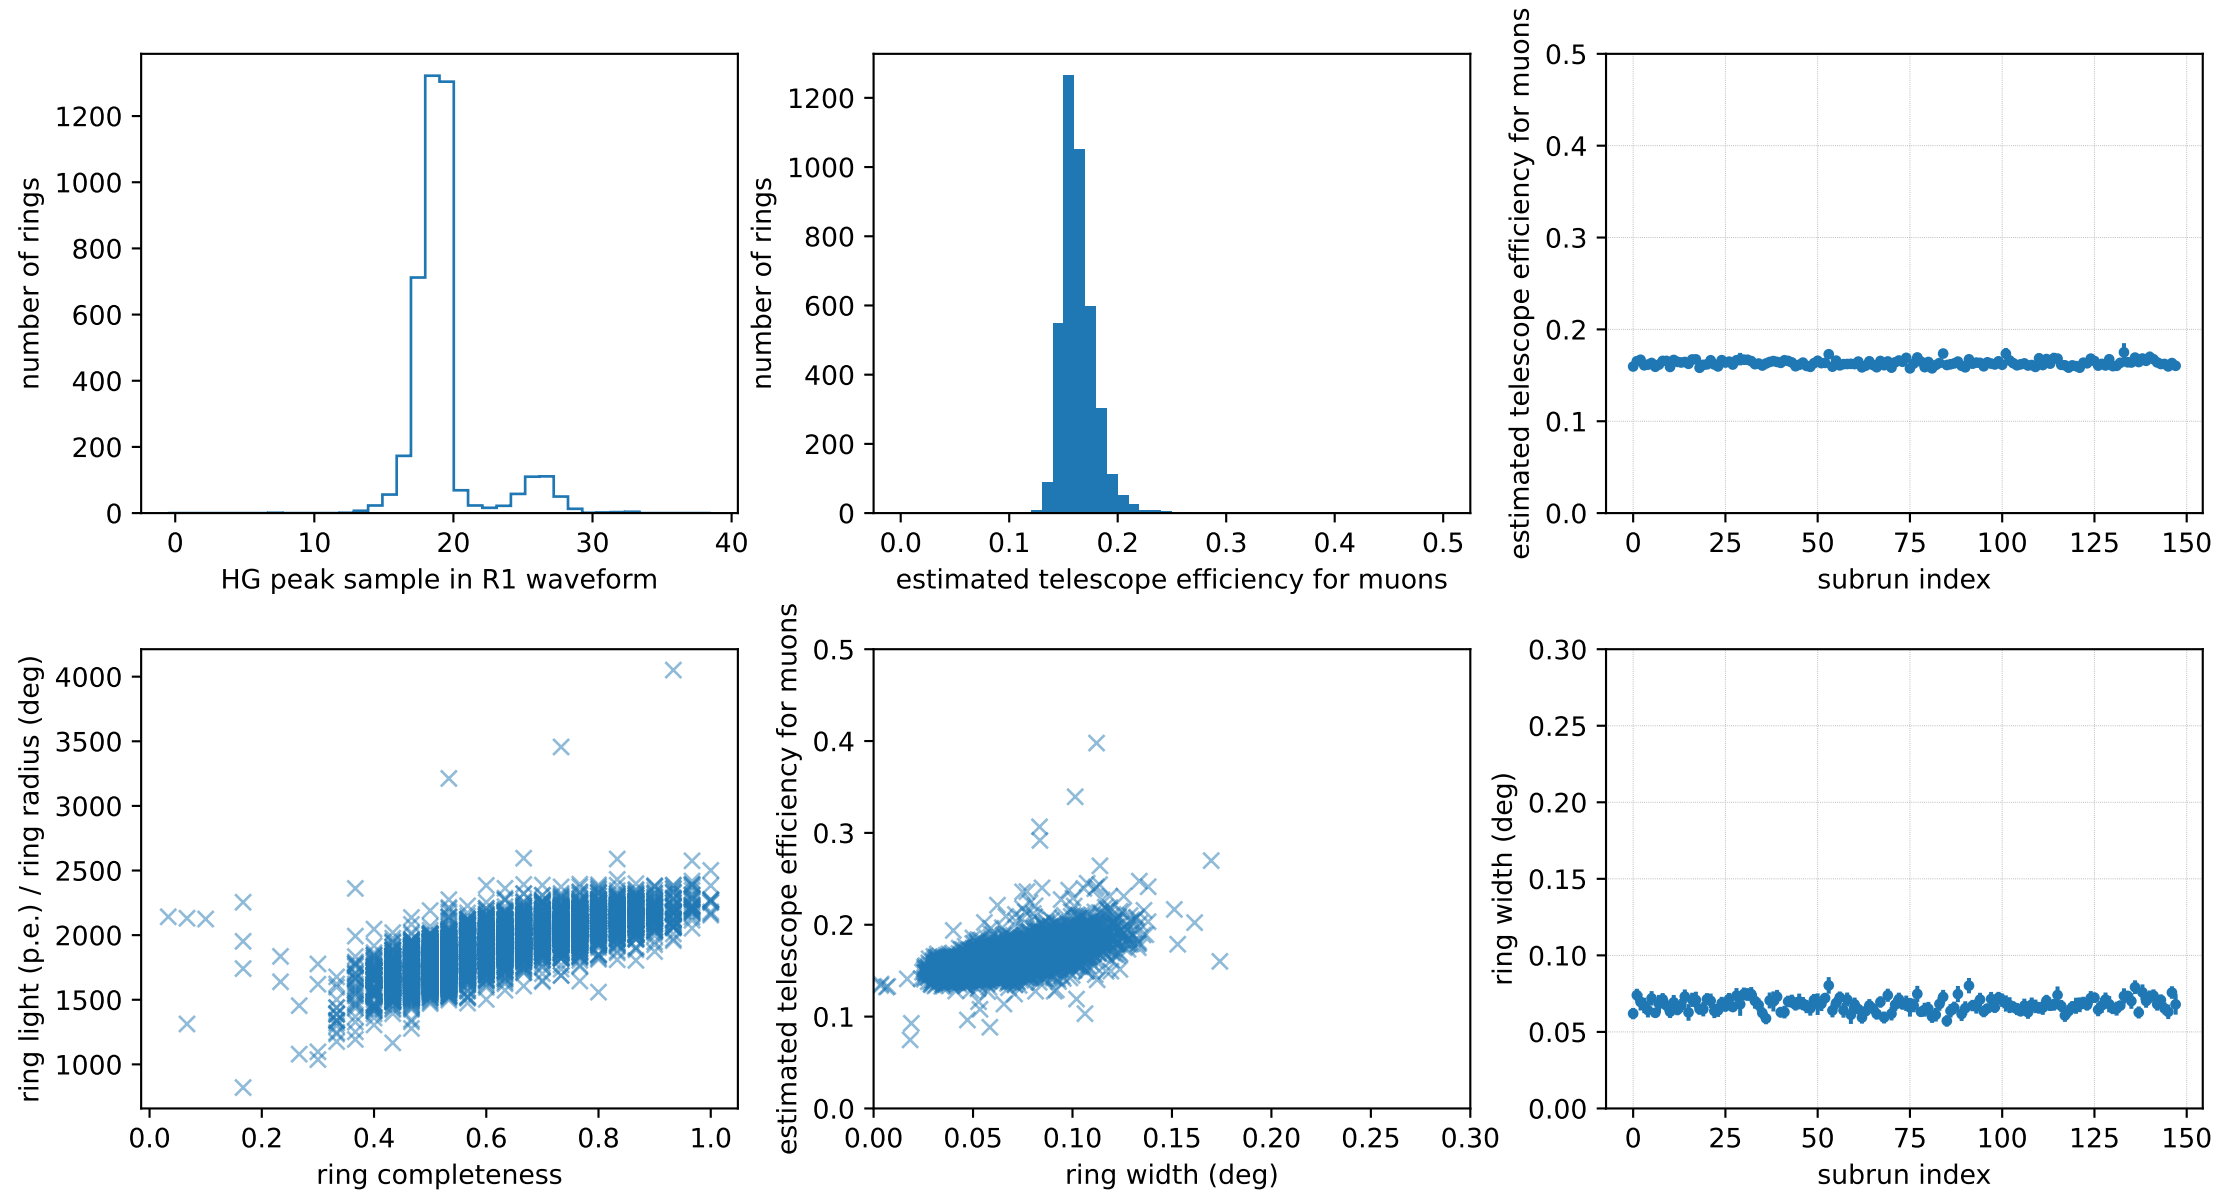 number of rings
1200
1000
800
600
400
200
0
0 10 20 30 40
HG peak sample in R1 waveform
number of rings
1200
1000
800
600
400
200
0
0.0 0.1 0.2 0.3 0.4 0.5
estimated telescope efficiency for muons
estimated telescope efficiency for muons
0.5
0.4
0.3
0.2
0.1
0.0
0 25 50 75 100 125 150
subrun index
ring light (p.e.) / ring radius (deg)
4000
3500
3000
2500
2000
1500
1000
0.0 0.2 0.4 0.6 0.8 1.0
ring completeness
estimated telescope efficiency for muons
0.5
0.4
0.3
0.2
0.1
0.0
0.00 0.05 0.10 0.15 0.20 0.25 0.30
ring width (deg)
ring width (deg)
0.30
0.25
0.20
0.15
0.10
0.05
0.00
0 25 50 75 100 125 150
subrun index